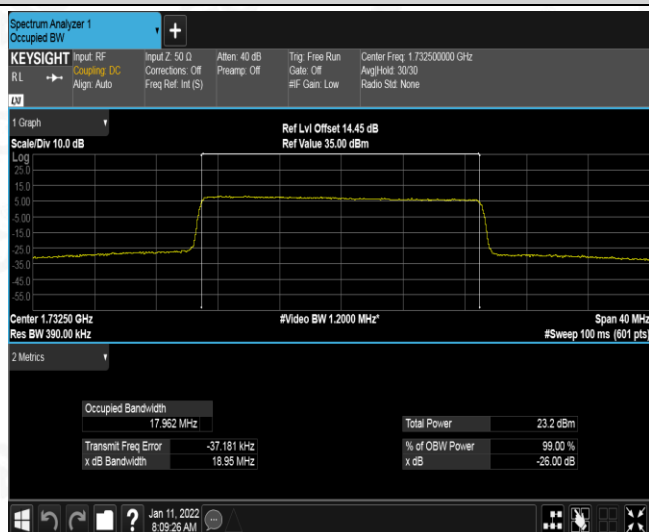 Spectrum Analyzer 1
Occupied BW
+
KEYSIGHT
RL
LXI
Input: RF
Coupling: DC
Align: Auto
Input Z: 50 Ω
Corrections: Off
Freq Ref: Int (S)
Atten: 40 dB
Preamp: Off
Trig: Free Run
Gate: Off
#IF Gain: Low
Center Freq: 1.732500000 GHz
Avg|Hold: 30/30
Radio Std: None
1 Graph
Scale/Div 10.0 dB
Ref Lvl Offset 14.45 dB
Ref Value 35.00 dBm
Log
25.0
15.0
5.00
-5.00
-15.0
-25.0
-35.0
-45.0
-55.0
Center 1.73250 GHz
#Video BW 1.2000 MHz*
Span 40 MHz
Res BW 390.00 kHz
#Sweep 100 ms (601 pts)
2 Metrics
Occupied Bandwidth
17.962 MHz
Total Power 23.2 dBm
Transmit Freq Error -37.181 kHz
% of OBW Power 99.00 %
x dB Bandwidth 18.95 MHz
x dB -26.00 dB
?
Jan 11, 2022
8:09:26 AM